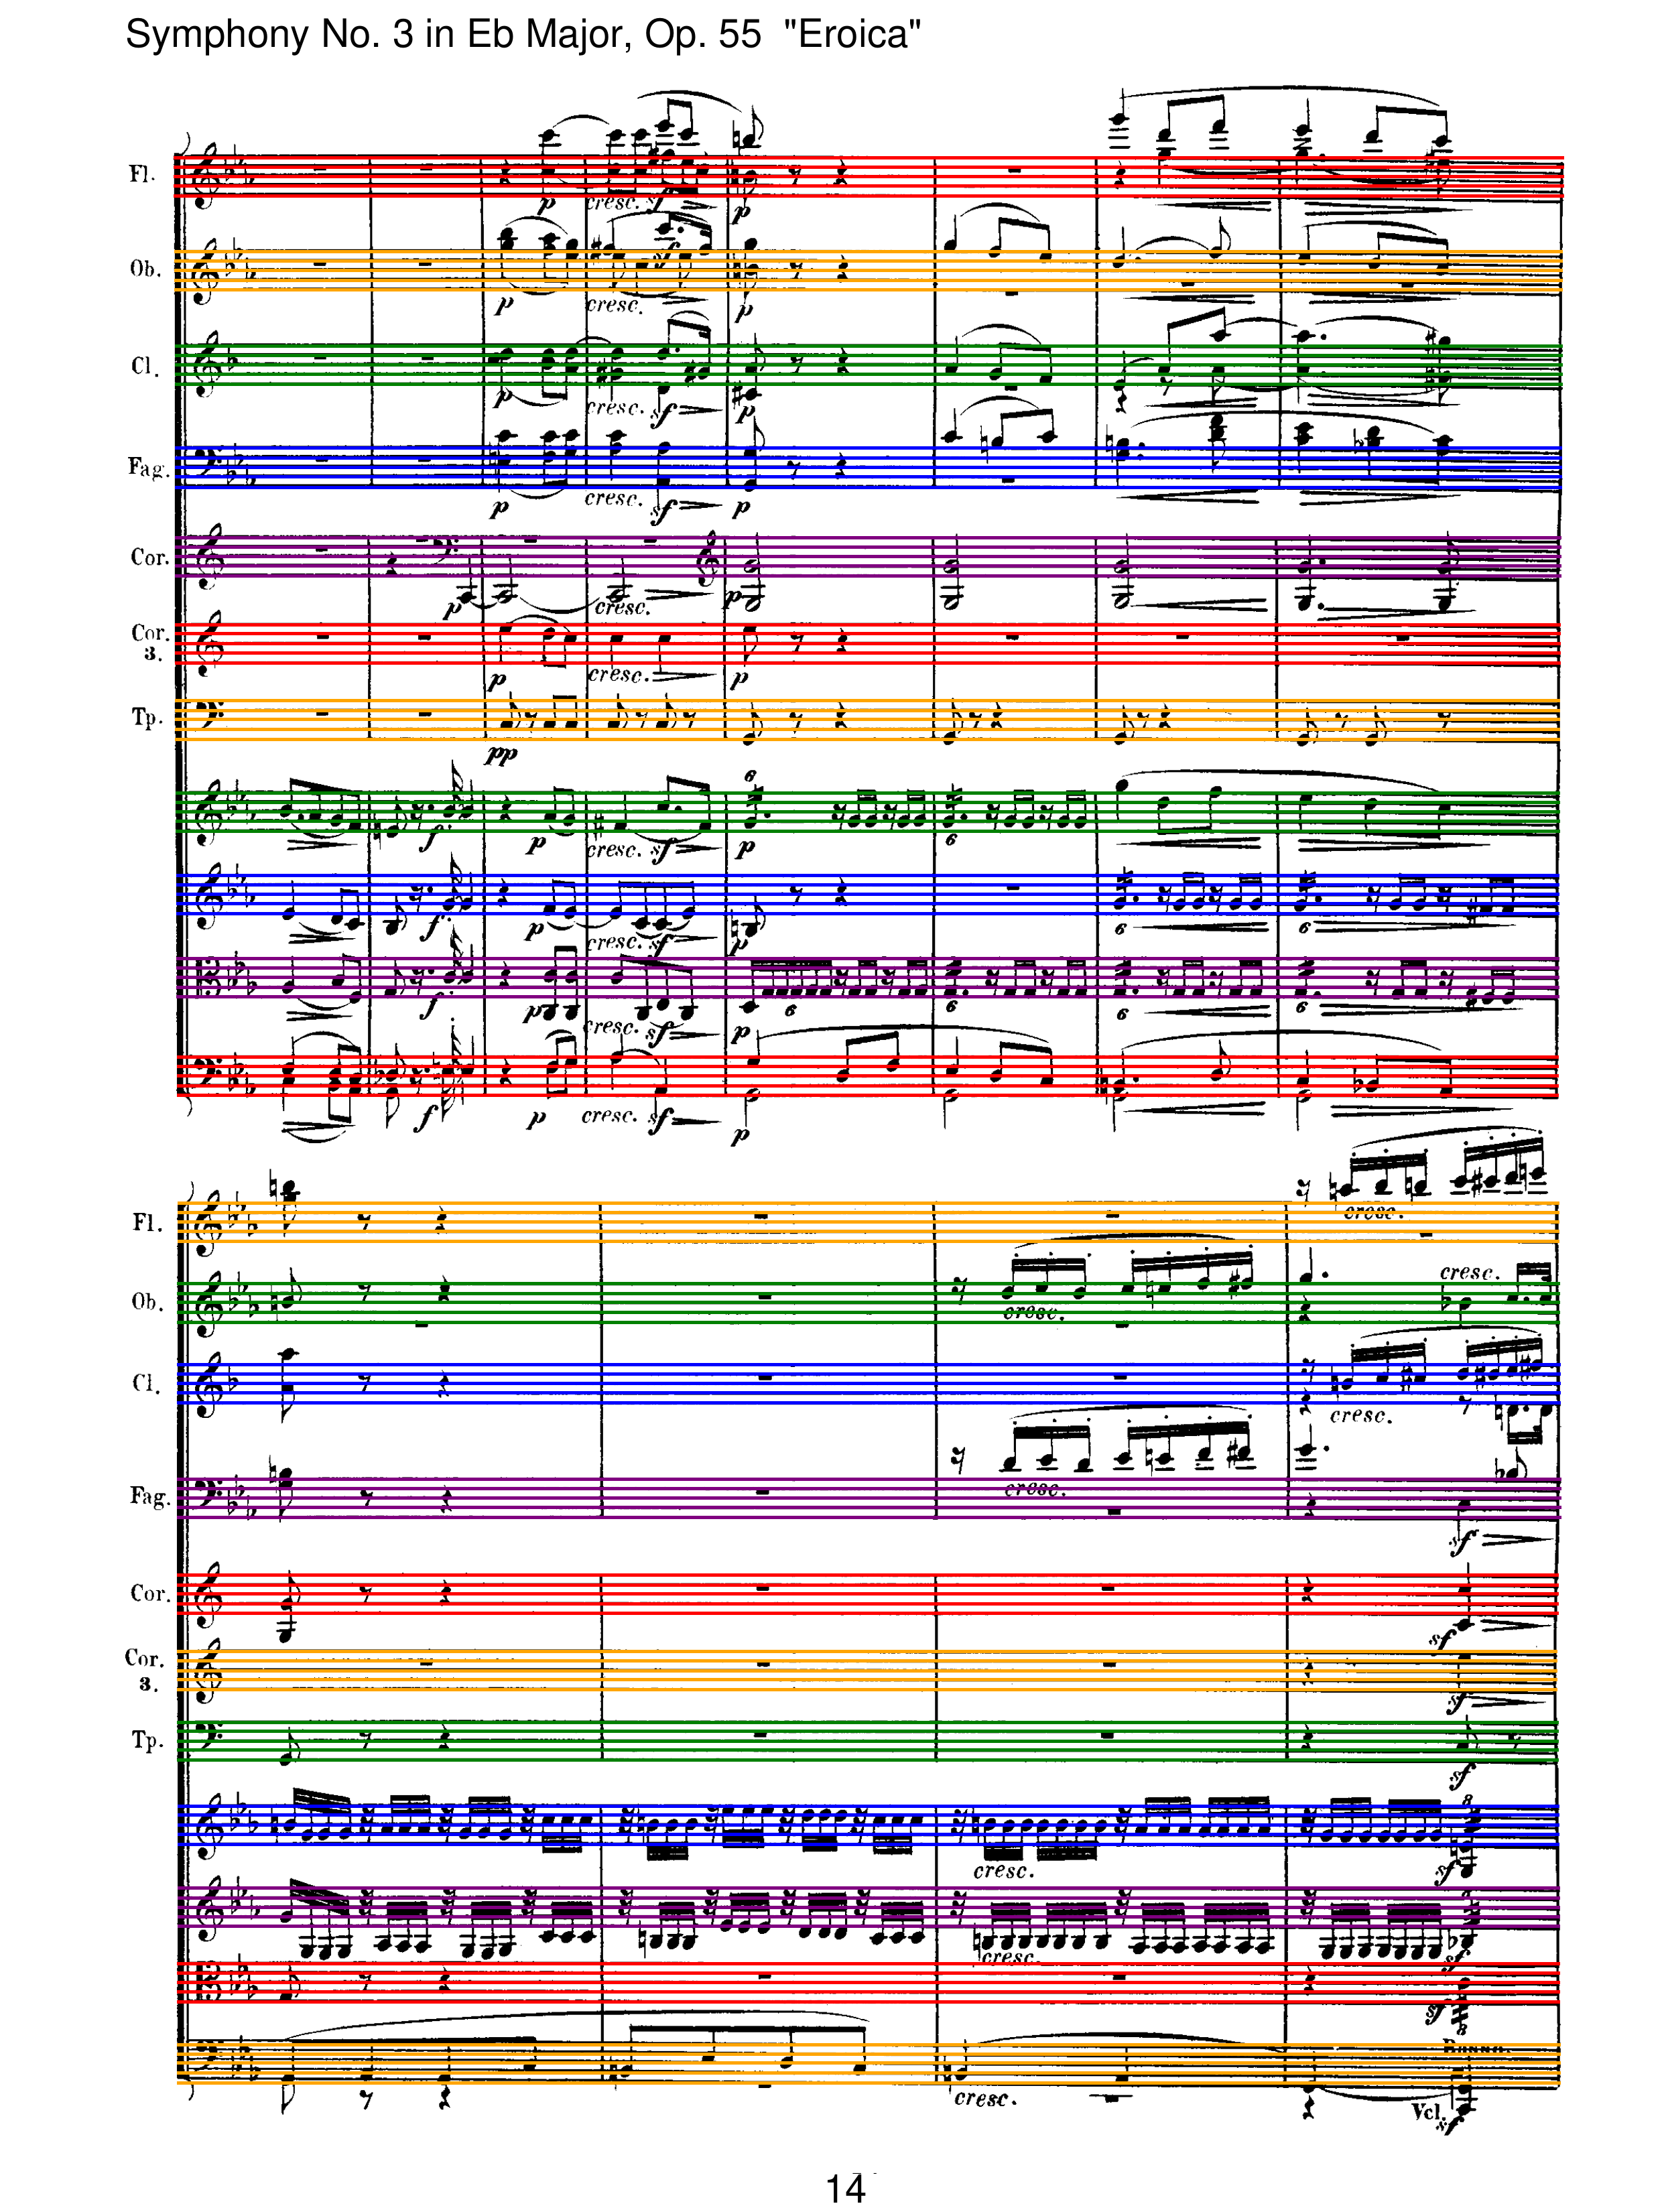 Symphony No. 3 in Eb Major, Op. 55 "Eroica"
Fl.
p cresc. sf p
Ob.
p cresc. sf p
Cl.
p cresc. sf p
Fag.
p cresc. sf p
Cor.
p cresc. p
Cor. 3.
p cresc. p
Tp.
pp
6
f p cresc. sf p 6
f p cresc. sf p 6 6
f p cresc. sf p 6 6 6 6
f p cresc. sf p
Fl.
cresc.
Ob.
cresc. cresc.
Cl.
cresc.
Fag.
cresc. sf
Cor.
sf
Cor. 3.
sf
Tp.
sf
8
cresc. sf
cresc. sf
sf
8
cresc. Vcl. sf
14